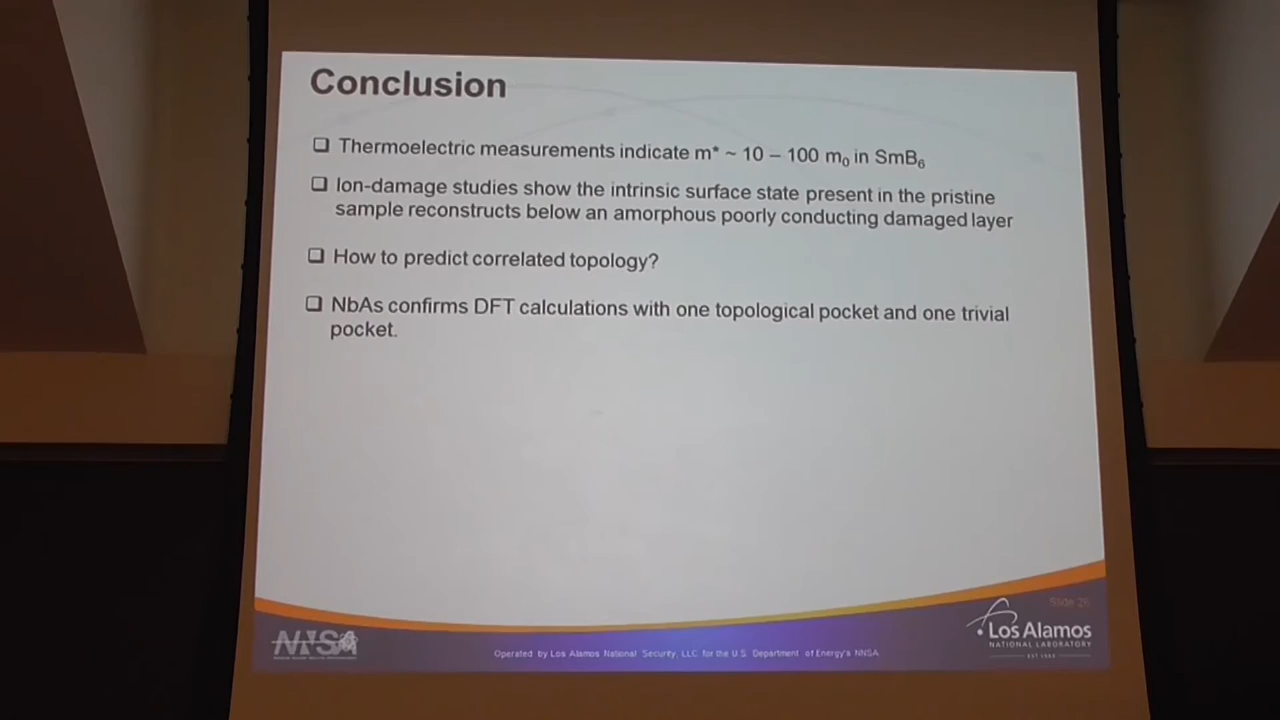 Conclusion
❑ Thermoelectric measurements indicate m* ~ 10 – 100 m₀ in SmB₆
❑ Ion-damage studies show the intrinsic surface state present in the pristine
sample reconstructs below an amorphous poorly conducting damaged layer
❑ How to predict correlated topology?
❑ NbAs confirms DFT calculations with one topological pocket and one trivial
pocket.
Slide
NNSA
Operated by Los Alamos National Security, LLC for the U.S. Department of Energy's NNSA
Los Alamos
NATIONAL LABORATORY
EST 1943